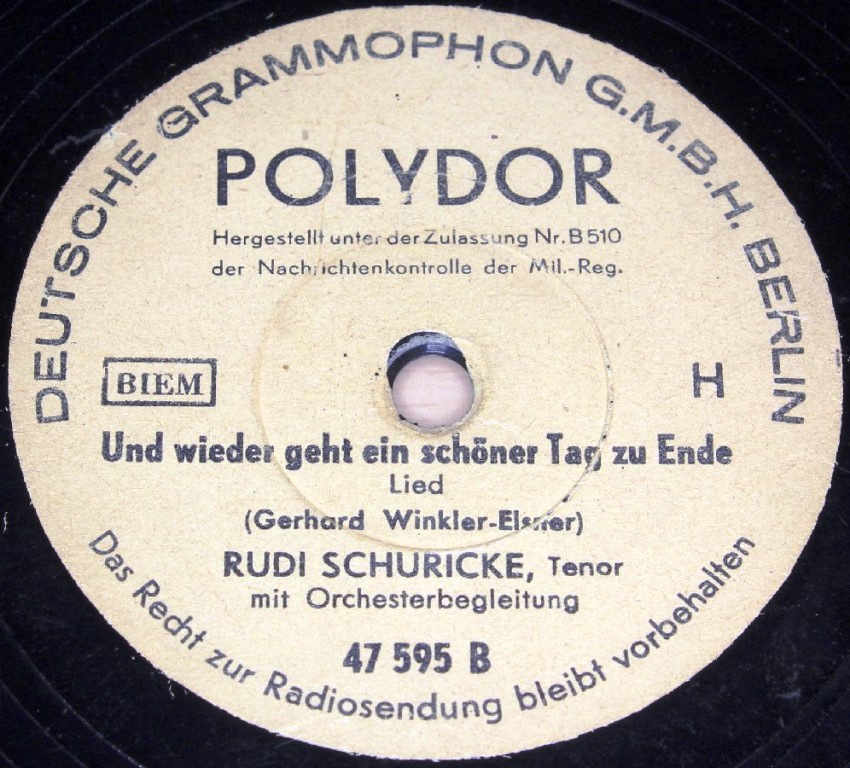 DEUTSCHE GRAMMOPHON G.M.B.H. BERLIN
POLYDOR
Hergestellt unter der Zulassung Nr. B 510
der Nachrichtenkontrolle der Mil.-Reg.
BIEM
H
Und wieder geht ein schöner Tag zu Ende
Lied
(Gerhard Winkler-Elsner)
RUDI SCHURICKE, Tenor
mit Orchesterbegleitung
47 595 B
Das Recht zur Radiosendung bleibt vorbehalten